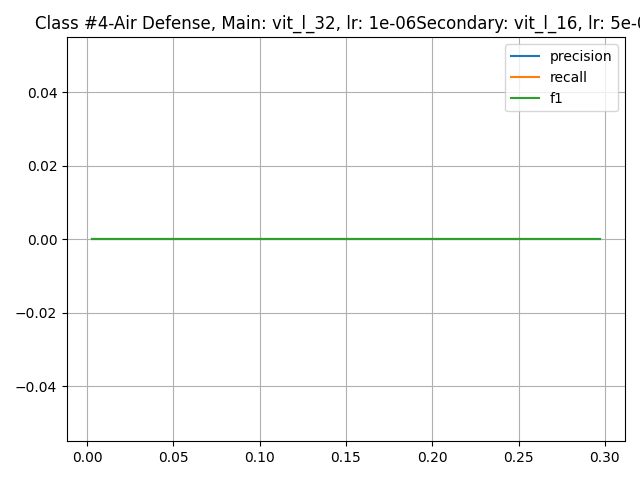 Class #4-Air Defense, Main: vit_l_32, lr: 1e-06Secondary: vit_l_16, lr: 5e-0
precision
recall
f1
0.04
0.02
0.00
−0.02
−0.04
0.00 0.05 0.10 0.15 0.20 0.25 0.30